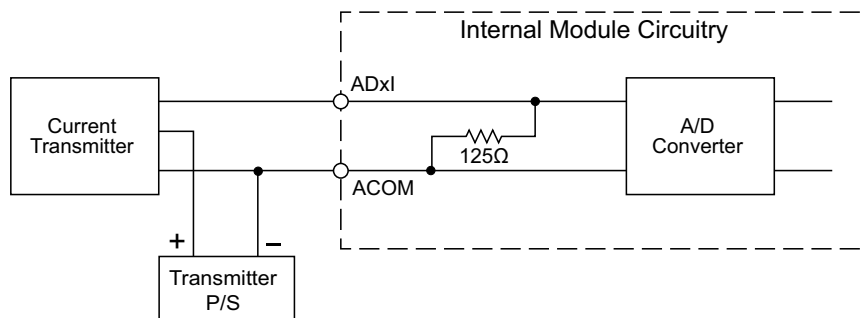 Internal Module Circuitry
ADxI
Current
Transmitter
125Ω
A/D
Converter
ACOM
+
–
Transmitter
P/S